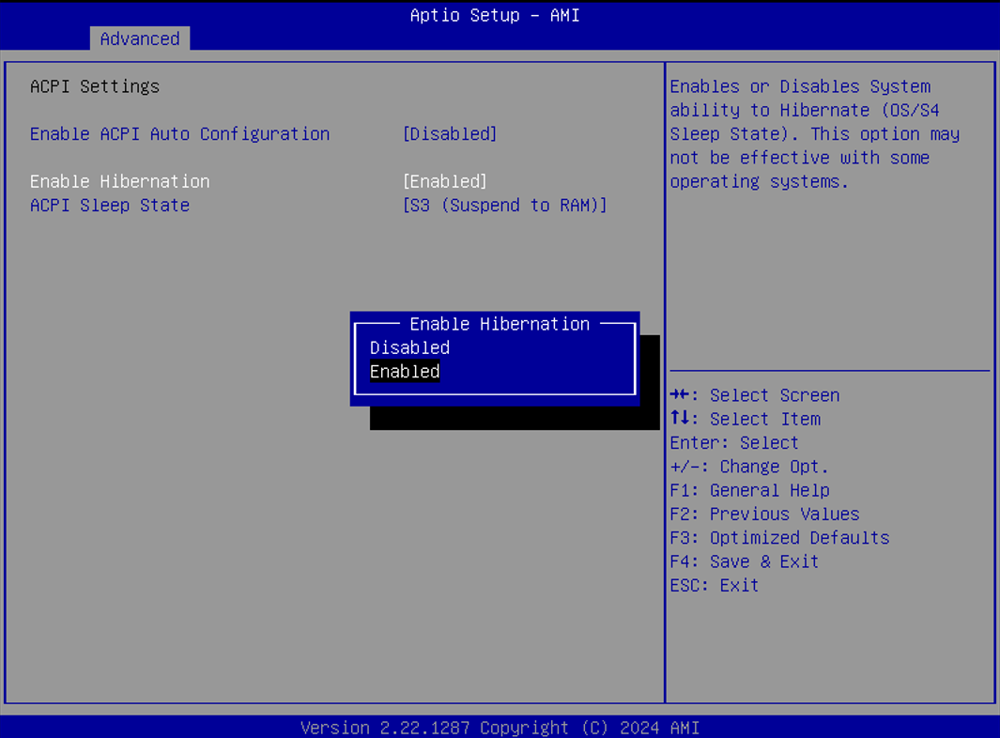 Aptio Setup – AMI
Advanced
ACPI Settings
Enable ACPI Auto Configuration [Disabled]
Enable Hibernation [Enabled]
ACPI Sleep State [S3 (Suspend to RAM)]
Enable Hibernation
Disabled
Enabled
Enables or Disables System
ability to Hibernate (OS/S4
Sleep State). This option may
not be effective with some
operating systems.
→←: Select Screen
↑↓: Select Item
Enter: Select
+/-: Change Opt.
F1: General Help
F2: Previous Values
F3: Optimized Defaults
F4: Save & Exit
ESC: Exit
Version 2.22.1287 Copyright (C) 2024 AMI